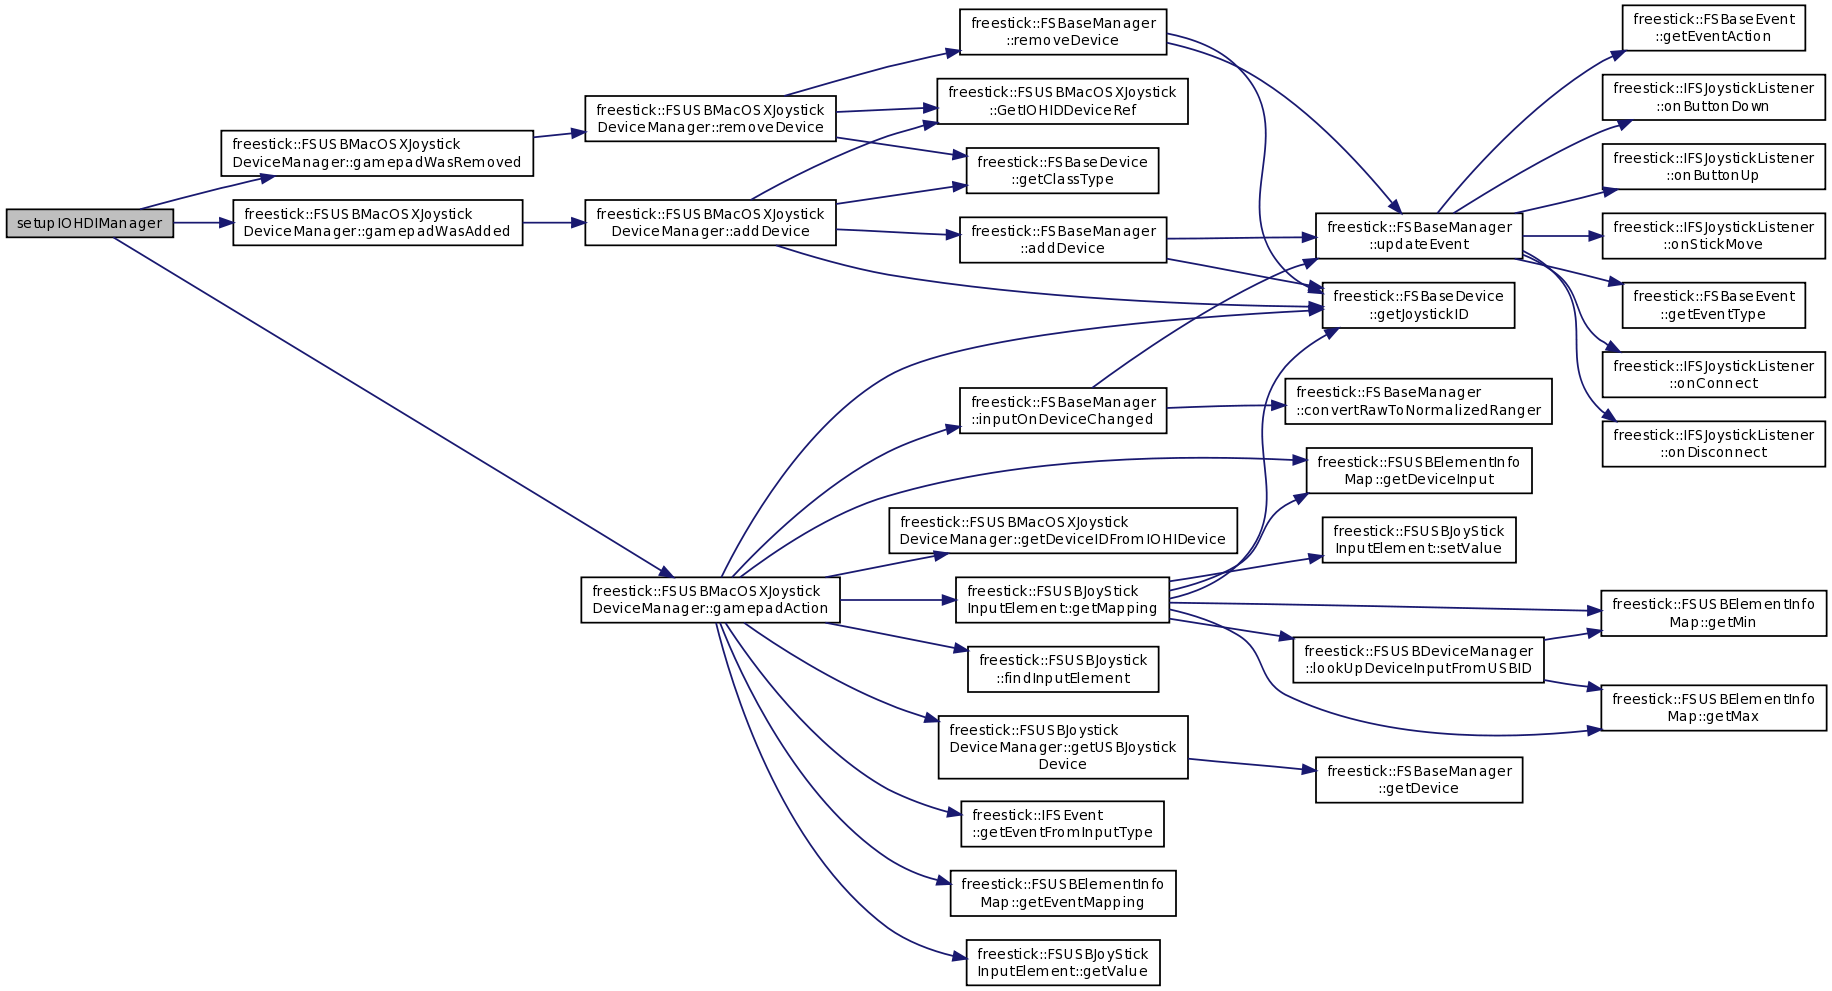 setupIOHDIManager
freestick::FSUSBMacOSXJoystick
DeviceManager::gamepadWasRemoved
freestick::FSUSBMacOSXJoystick
DeviceManager::gamepadWasAdded
freestick::FSUSBMacOSXJoystick
DeviceManager::removeDevice
freestick::FSUSBMacOSXJoystick
DeviceManager::addDevice
freestick::FSUSBMacOSXJoystick
DeviceManager::gamepadAction
freestick::FSBaseManager
::removeDevice
freestick::FSUSBMacOSXJoystick
::GetIOHIDDeviceRef
freestick::FSBaseDevice
::getClassType
freestick::FSBaseManager
::addDevice
freestick::FSBaseManager
::inputOnDeviceChanged
freestick::FSUSBMacOSXJoystick
DeviceManager::getDeviceIDFromIOHIDevice
freestick::FSUSBJoyStick
InputElement::getMapping
freestick::FSUSBJoystick
::findInputElement
freestick::FSUSBJoystick
DeviceManager::getUSBJoystick
Device
freestick::IFSEvent
::getEventFromInputType
freestick::FSUSBElementInfo
Map::getEventMapping
freestick::FSUSBJoyStick
InputElement::getValue
freestick::FSBaseManager
::updateEvent
freestick::FSBaseDevice
::getJoystickID
freestick::FSBaseManager
::convertRawToNormalizedRanger
freestick::FSUSBElementInfo
Map::getDeviceInput
freestick::FSUSBJoyStick
InputElement::setValue
freestick::FSUSBDeviceManager
::lookUpDeviceInputFromUSBID
freestick::FSBaseManager
::getDevice
freestick::FSBaseEvent
::getEventAction
freestick::IFSJoystickListener
::onButtonDown
freestick::IFSJoystickListener
::onButtonUp
freestick::IFSJoystickListener
::onStickMove
freestick::FSBaseEvent
::getEventType
freestick::IFSJoystickListener
::onConnect
freestick::IFSJoystickListener
::onDisconnect
freestick::FSUSBElementInfo
Map::getMin
freestick::FSUSBElementInfo
Map::getMax